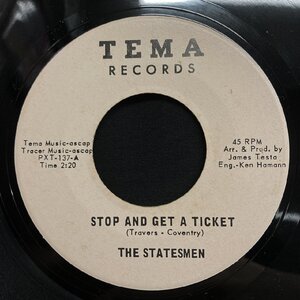 TEMA
RECORDS
Tema Music-ascap
Tracer Music-ascap
PXT-137-A
Time 2:20
45 RPM
Arr. & Prod. by
James Testa
Eng.-Ken Hamann
STOP AND GET A TICKET
(Travers - Coventry)
THE STATESMEN